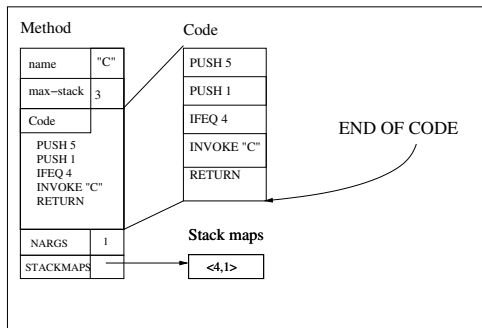 Method
name "C"
max-stack 3
Code
PUSH 5
PUSH 1
IFEQ 4
INVOKE "C"
RETURN
NARGS 1
STACKMAPS
Code
PUSH 5
PUSH 1
IFEQ 4
INVOKE "C"
RETURN
END OF CODE
Stack maps
<4,1>